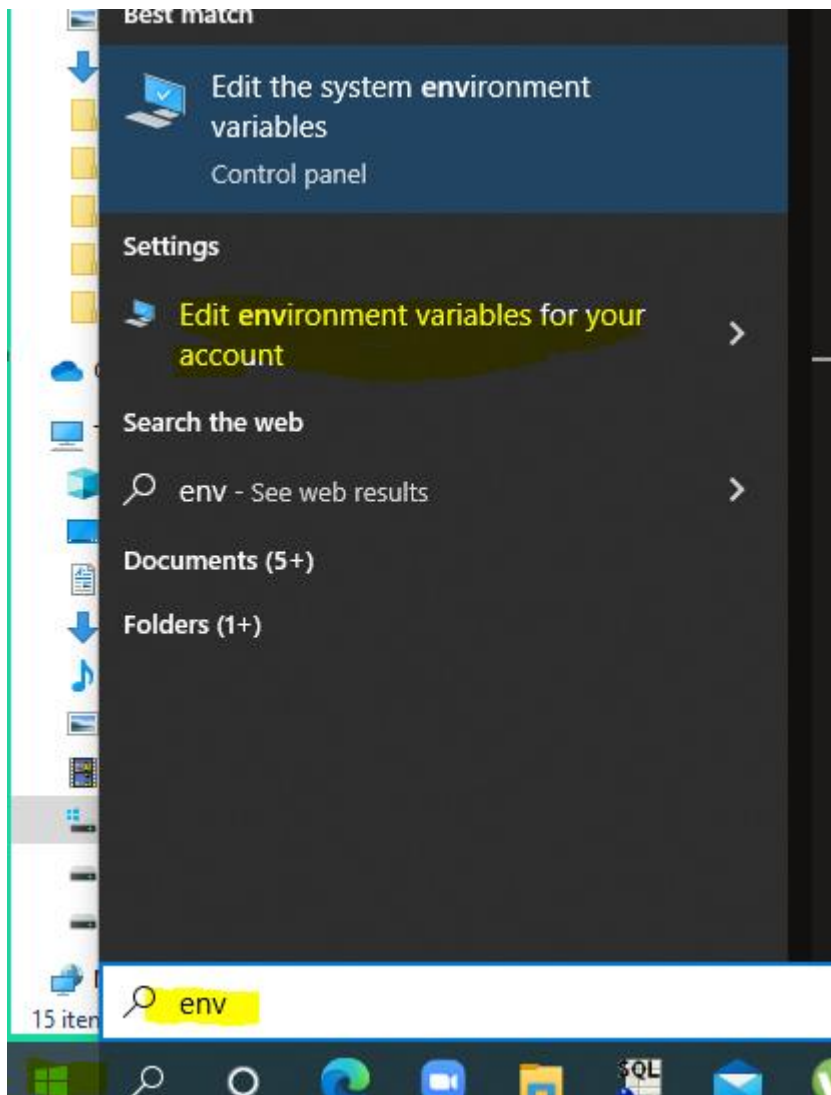 Best match
Edit the system environment
variables
Control panel
Settings
Edit environment variables for your
account
Search the web
env - See web results
Documents (5+)
Folders (1+)
env
15 iten
SQL